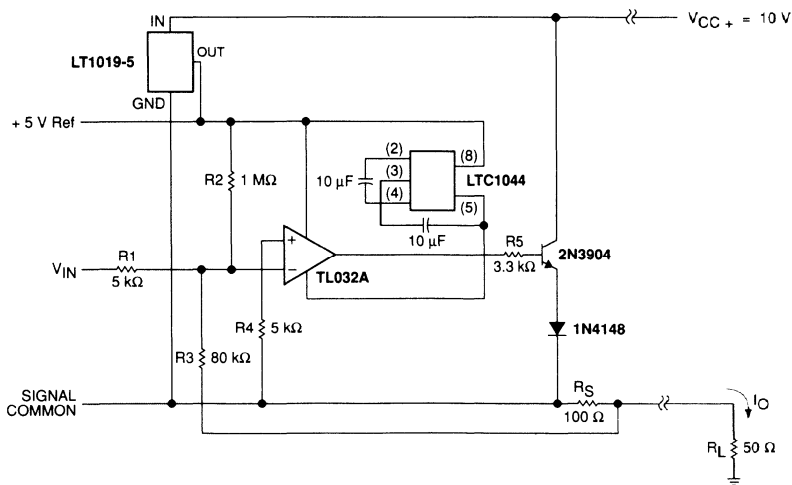 IN
V CC + = 10 V
OUT
LT1019-5
GND
+ 5 V Ref
(2)
(8)
R2
1 MΩ
10 μF
(3)
LTC1044
(4)
(5)
10 μF
R1
+
R5
2N3904
VIN
−
TL032A
5 kΩ
3.3 kΩ
R4
5 kΩ
1N4148
R3
80 kΩ
SIGNAL
COMMON
RS
100 Ω
IO
RL
50 Ω